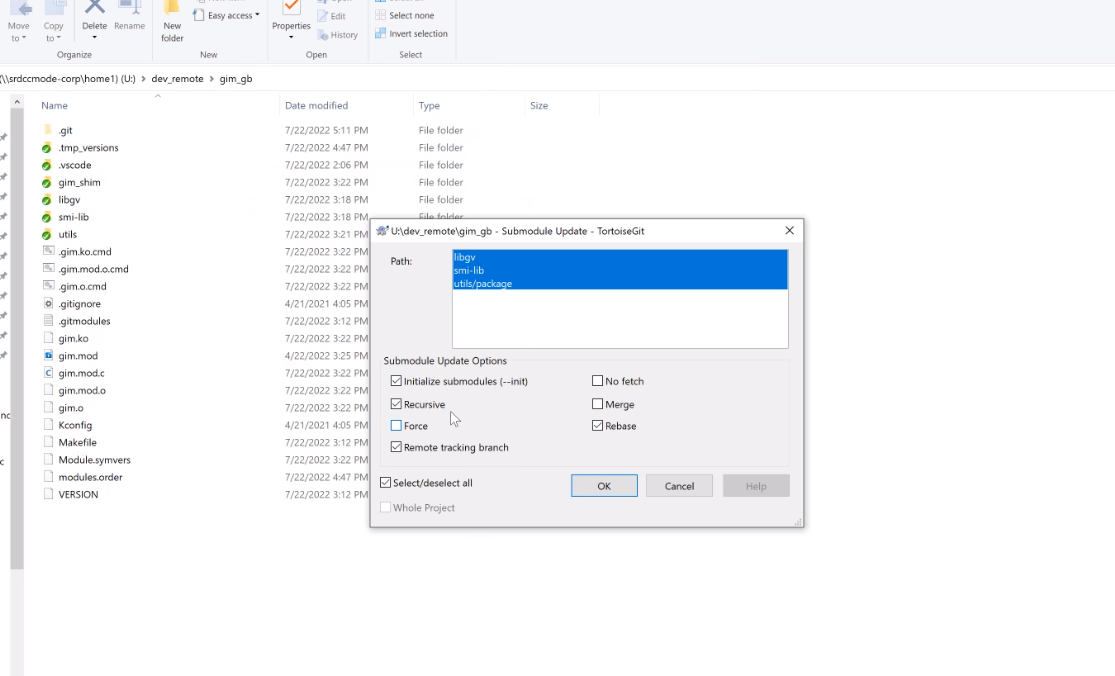 Move
to
Copy
to
Delete
Rename
New
folder
Easy access
Properties
Edit
History
Select none
Invert selection
Organize
New
Open
Select
(\\srdccmode-corp\home1) (U:) > dev_remote > gim_gb
Name Date modified Type Size
.git 7/22/2022 5:11 PM File folder
.tmp_versions 7/22/2022 4:47 PM File folder
.vscode 7/22/2022 2:06 PM File folder
gim_shim 7/22/2022 3:22 PM File folder
libgv 7/22/2022 3:18 PM File folder
smi-lib 7/22/2022 3:18 PM File folder
utils 7/22/2022 3:21 PM
.gim.ko.cmd 7/22/2022 3:22 PM
.gim.mod.o.cmd 7/22/2022 3:22 PM
.gim.o.cmd 7/22/2022 3:22 PM
.gitignore 4/21/2021 4:05 PM
.gitmodules 7/22/2022 3:12 PM
gim.ko 7/22/2022 3:22 PM
gim.mod 4/22/2022 3:25 PM
gim.mod.c 7/22/2022 3:22 PM
gim.mod.o 7/22/2022 3:22 PM
gim.o 7/22/2022 3:22 PM
Kconfig 4/21/2021 4:05 PM
Makefile 7/22/2022 3:12 PM
Module.symvers 7/22/2022 3:22 PM
modules.order 7/22/2022 4:47 PM
VERSION 7/22/2022 3:12 PM
U:\dev_remote\gim_gb - Submodule Update - TortoiseGit
Path:
libgv
smi-lib
utils/package
Submodule Update Options
Initialize submodules (--init) No fetch
Recursive Merge
Force Rebase
Remote tracking branch
Select/deselect all
OK Cancel Help
Whole Project